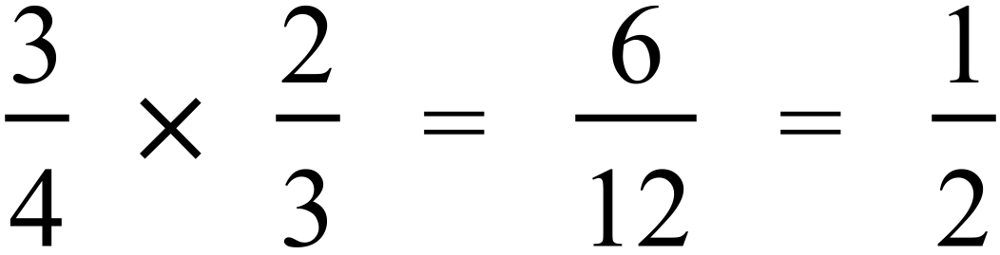 3/4 × 2/3 = 6/12 = 1/2